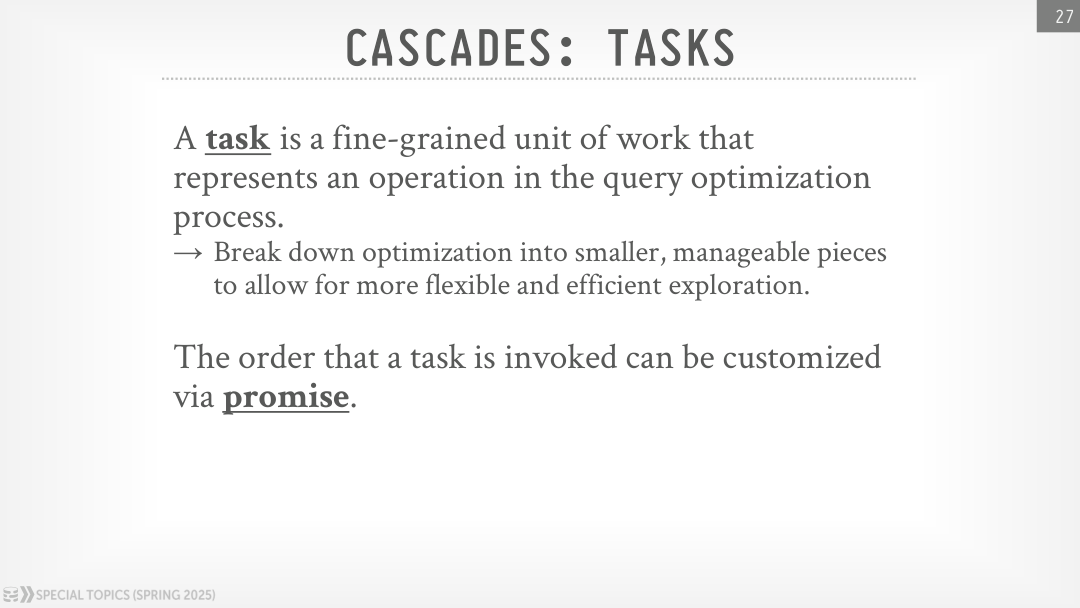 27
CASCADES: TASKS
A task is a fine-grained unit of work that
represents an operation in the query optimization
process.
→ Break down optimization into smaller, manageable pieces
to allow for more flexible and efficient exploration.
The order that a task is invoked can be customized
via promise.
SPECIAL TOPICS (SPRING 2025)